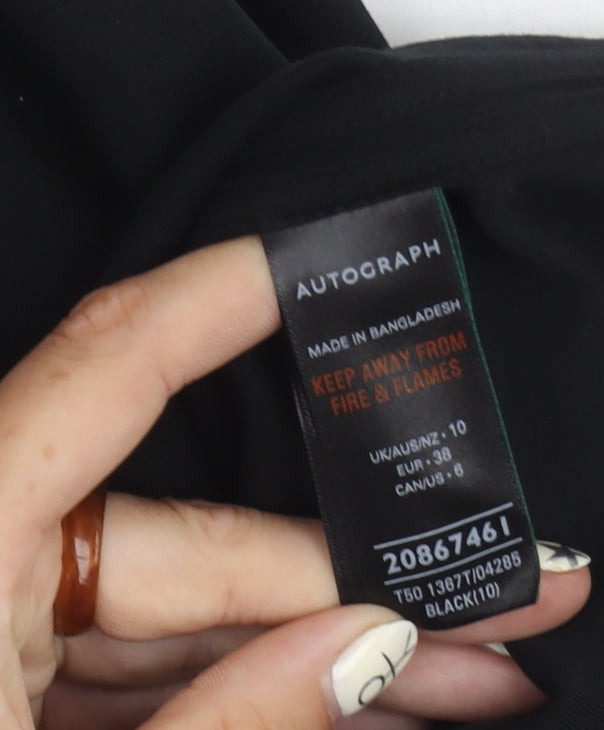 AUTOGRAPH
MADE IN BANGLADESH
KEEP AWAY FROM
FIRE & FLAMES
UK/AUS/NZ • 10
EUR • 38
CAN/US • 6
20867461
T50 1367T/04285
BLACK(10)